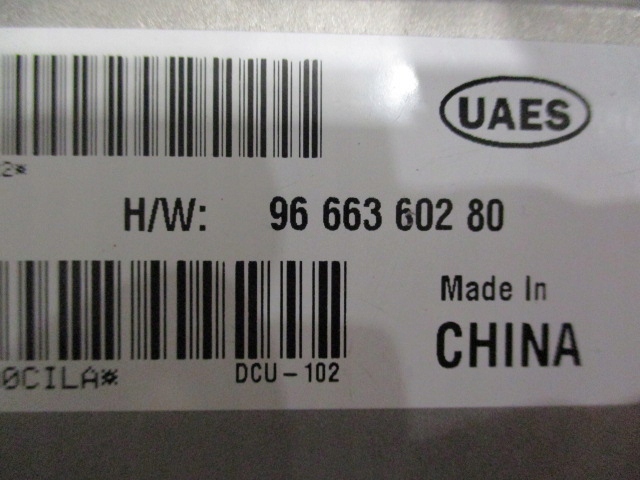 UAES
2*
H/W: 96 663 602 80
Made In
CHINA
DCU-102
0CILA*